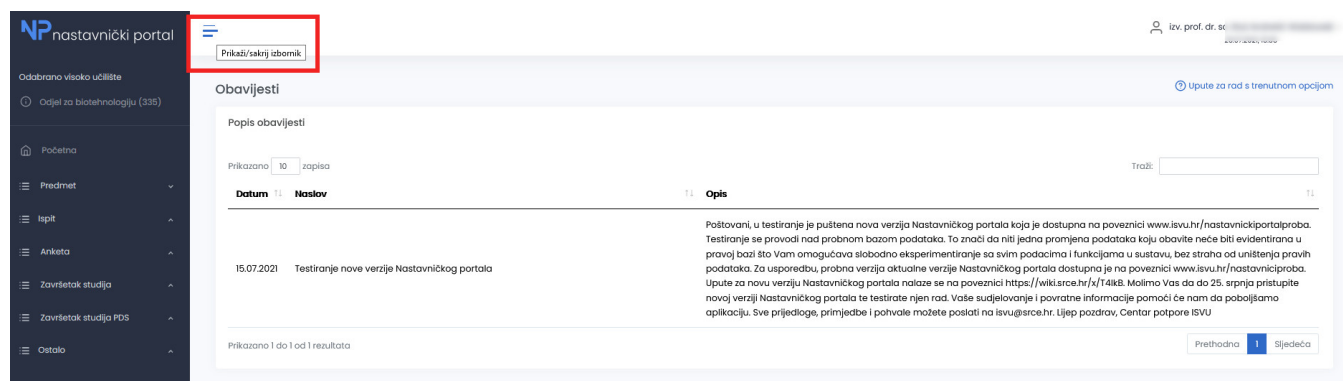 NP nastavnički portal
Prikaži/sakrij izbornik
izv. prof. dr. sc
Odabrano visoko učilište
Odjel za biotehnologiju (335)
Početna
Predmet
Ispit
Anketa
Završetak studija
Završetak studija PDS
Ostalo
Obavijesti
Upute za rad s trenutnom opcijom
Popis obavijesti
Prikazano 10 zapisa
Traži:
Datum Naslov Opis
15.07.2021 Testiranje nove verzije Nastavničkog portala
Poštovani, u testiranje je puštena nova verzija Nastavničkog portala koja je dostupna na poveznici www.isvu.hr/nastavnickiportalproba.
Testiranje se provodi nad probnom bazom podataka. To znači da niti jedna promjena podataka koju obavite neće biti evidentirana u
pravoj bazi što Vam omogućava slobodno eksperimentiranje sa svim podacima i funkcijama u sustavu, bez straha od uništenja pravih
podataka. Za usporedbu, probna verzija aktualne verzije Nastavničkog portala dostupna je na poveznici www.isvu.hr/nastavniciproba.
Upute za novu verziju Nastavničkog portala nalaze se na poveznici https://wiki.srce.hr/x/T4IkB. Molimo Vas da do 25. srpnja pristupite
novoj verziji Nastavničkog portala te testirate njen rad. Vaše sudjelovanje i povratne informacije pomoći će nam da poboljšamo
aplikaciju. Sve prijedloge, primjedbe i pohvale možete poslati na isvu@srce.hr. Lijep pozdrav, Centar potpore ISVU
Prikazano 1 do 1 od 1 rezultata
Prethodna 1 Sljedeća